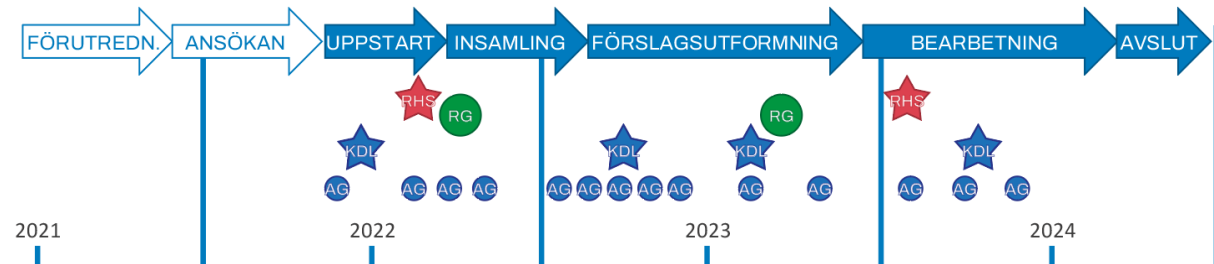 FÖRUTREDN. ANSÖKAN UPPSTART INSAMLING FÖRSLAGSUTFORMNING BEARBETNING AVSLUT
RHS RHS
RG RG
KDL KDL KDL KDL
AG AG AG AG AG AG AG AG AG AG AG AG AG AG
2021 2022 2023 2024